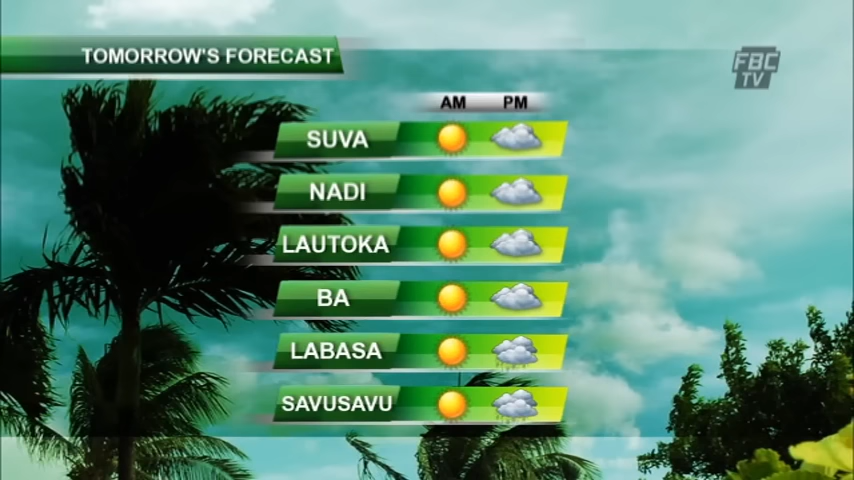 TOMORROW'S FORECAST
FBC
TV
AM PM
SUVA
NADI
LAUTOKA
BA
LABASA
SAVUSAVU